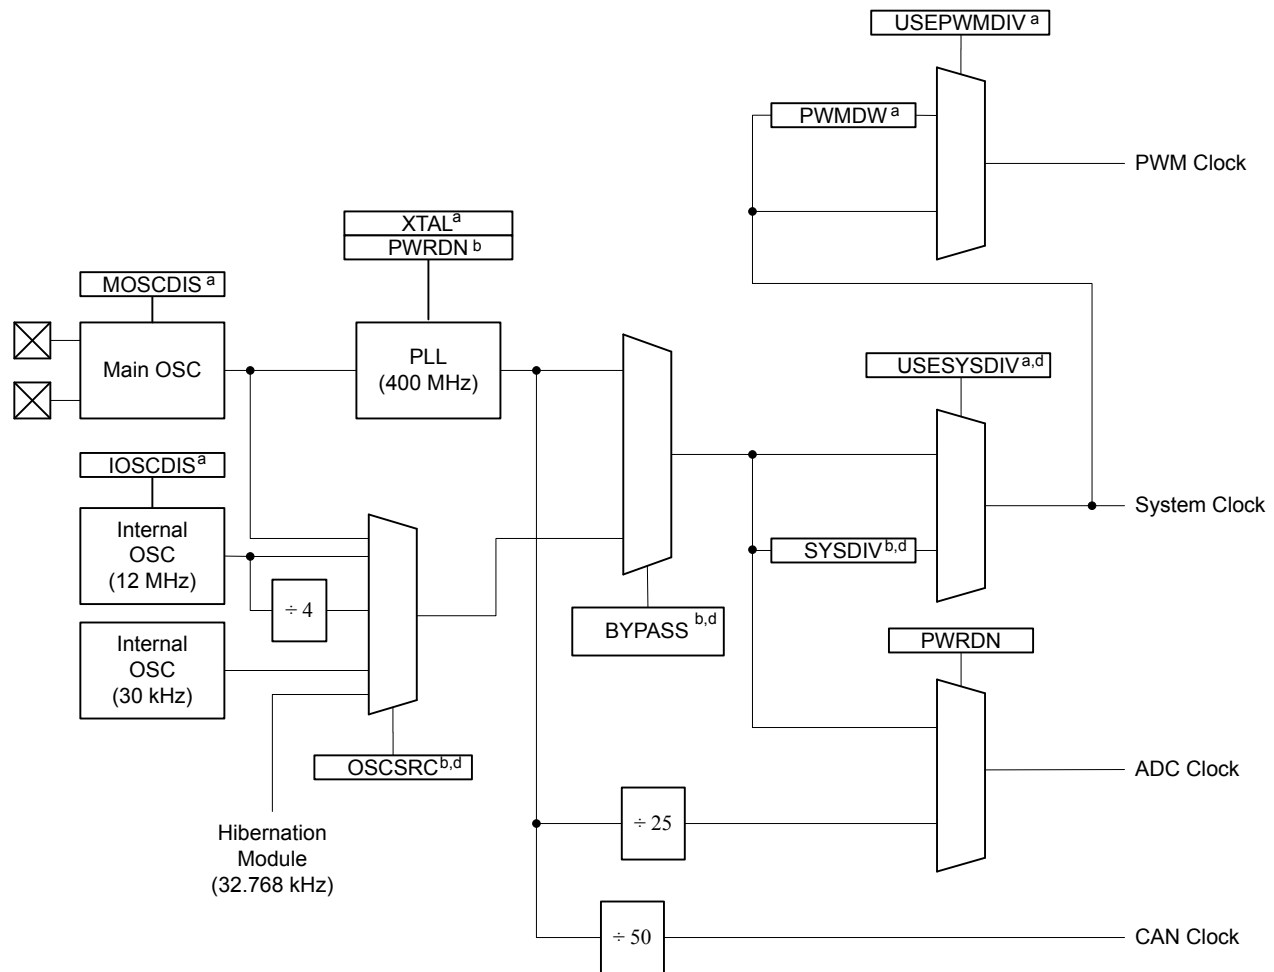 USEPWMDIV a
PWMDW a
PWM Clock
XTAL a
PWRDN b
MOSCDIS a
Main OSC
PLL
(400 MHz)
USESYSDIV a,d
IOSCDIS a
Internal
OSC
(12 MHz)
System Clock
SYSDIV b,d
÷ 4
BYPASS b,d
Internal
OSC
(30 kHz)
PWRDN
OSCSRC b,d
ADC Clock
÷ 25
Hibernation
Module
(32.768 kHz)
÷ 50
CAN Clock